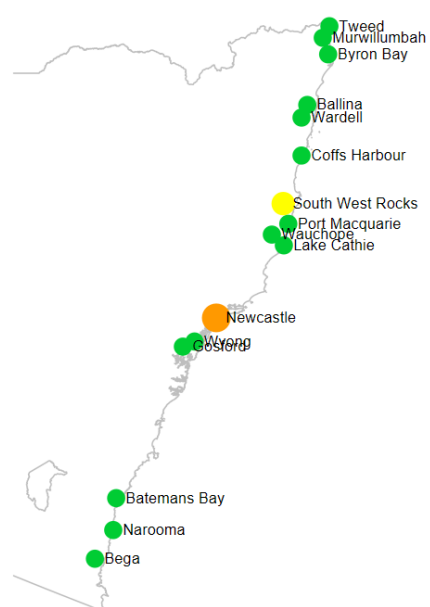 Tweed
Murwillumbah
Byron Bay
Ballina
Wardell
Coffs Harbour
South West Rocks
Port Macquarie
Wauchope
Lake Cathie
Newcastle
Wyong
Gosford
Batemans Bay
Narooma
Bega